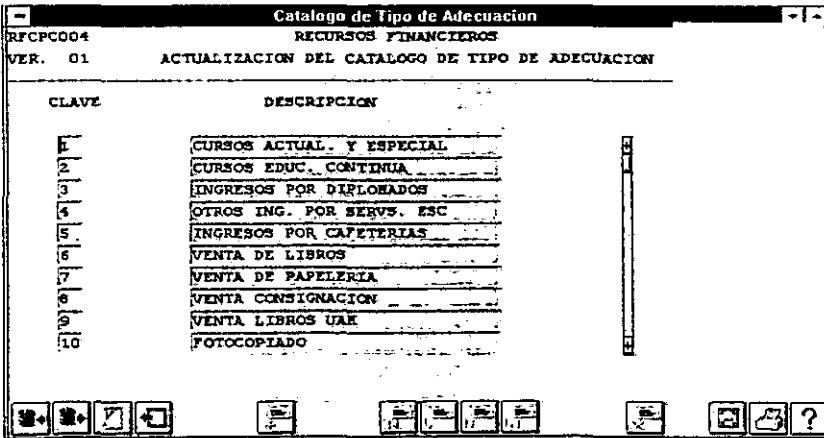 Catalogo de Tipo de Adecuacion
RFCPC004 RECURSOS FINANCIEROS
VER. 01 ACTUALIZACION DEL CATALOGO DE TIPO DE ADECUACION
CLAVE DESCRIPCION
1 CURSOS ACTUAL. Y ESPECIAL
2 CURSOS EDUC. CONTINUA
3 INGRESOS POR DIPLOMADOS
4 OTROS ING. POR SERVS. ESC
5 INGRESOS POR CAFETERIAS
6 VENTA DE LIBROS
7 VENTA DE PAPELERIA
8 VENTA CONSIGNACION
9 VENTA LIBROS UAM
10 FOTOCOPIADO
?